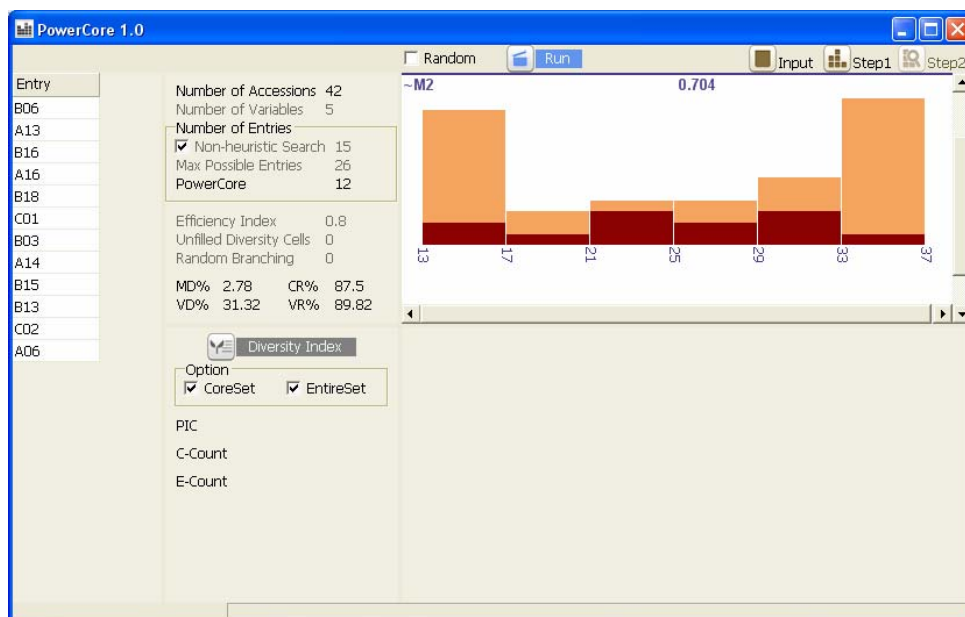 PowerCore 1.0
Random Run Input Step1 Step2
Entry
B06
A13
B16
A16
B18
C01
B03
A14
B15
B13
C02
A06
Number of Accessions 42
Number of Variables 5
Number of Entries
Non-heuristic Search 15
Max Possible Entries 26
PowerCore 12
Efficiency Index 0.8
Unfilled Diversity Cells 0
Random Branching 0
MD% 2.78 CR% 87.5
VD% 31.32 VR% 89.82
Diversity Index
Option
CoreSet EntireSet
PIC
C-Count
E-Count
~M2 0.704
13 17 21 25 29 33 37